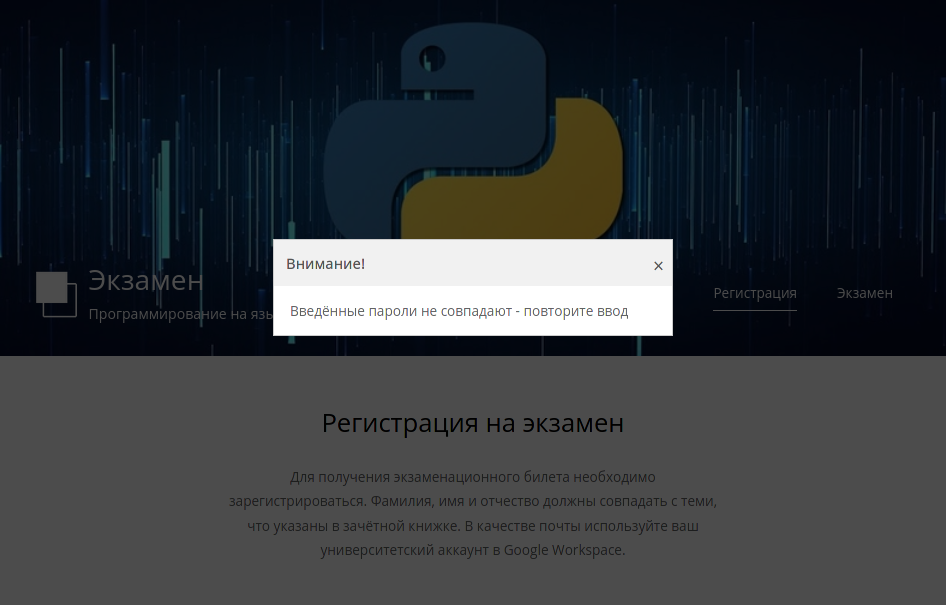 Экзамен
Программирование на язы
Регистрация
Экзамен
Внимание!
×
Введённые пароли не совпадают - повторите ввод
Регистрация на экзамен
Для получения экзаменационного билета необходимо
зарегистрироваться. Фамилия, имя и отчество должны совпадать с теми,
что указаны в зачётной книжке. В качестве почты используйте ваш
университетский аккаунт в Google Workspace.